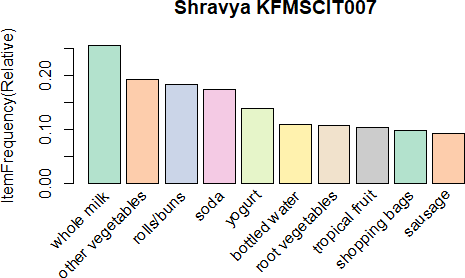 Shravya KFMSCIT007
ItemFrequency(Relative)
0.20
0.10
0.00
whole milk
other vegetables
rolls/buns
soda
yogurt
bottled water
root vegetables
tropical fruit
shopping bags
sausage